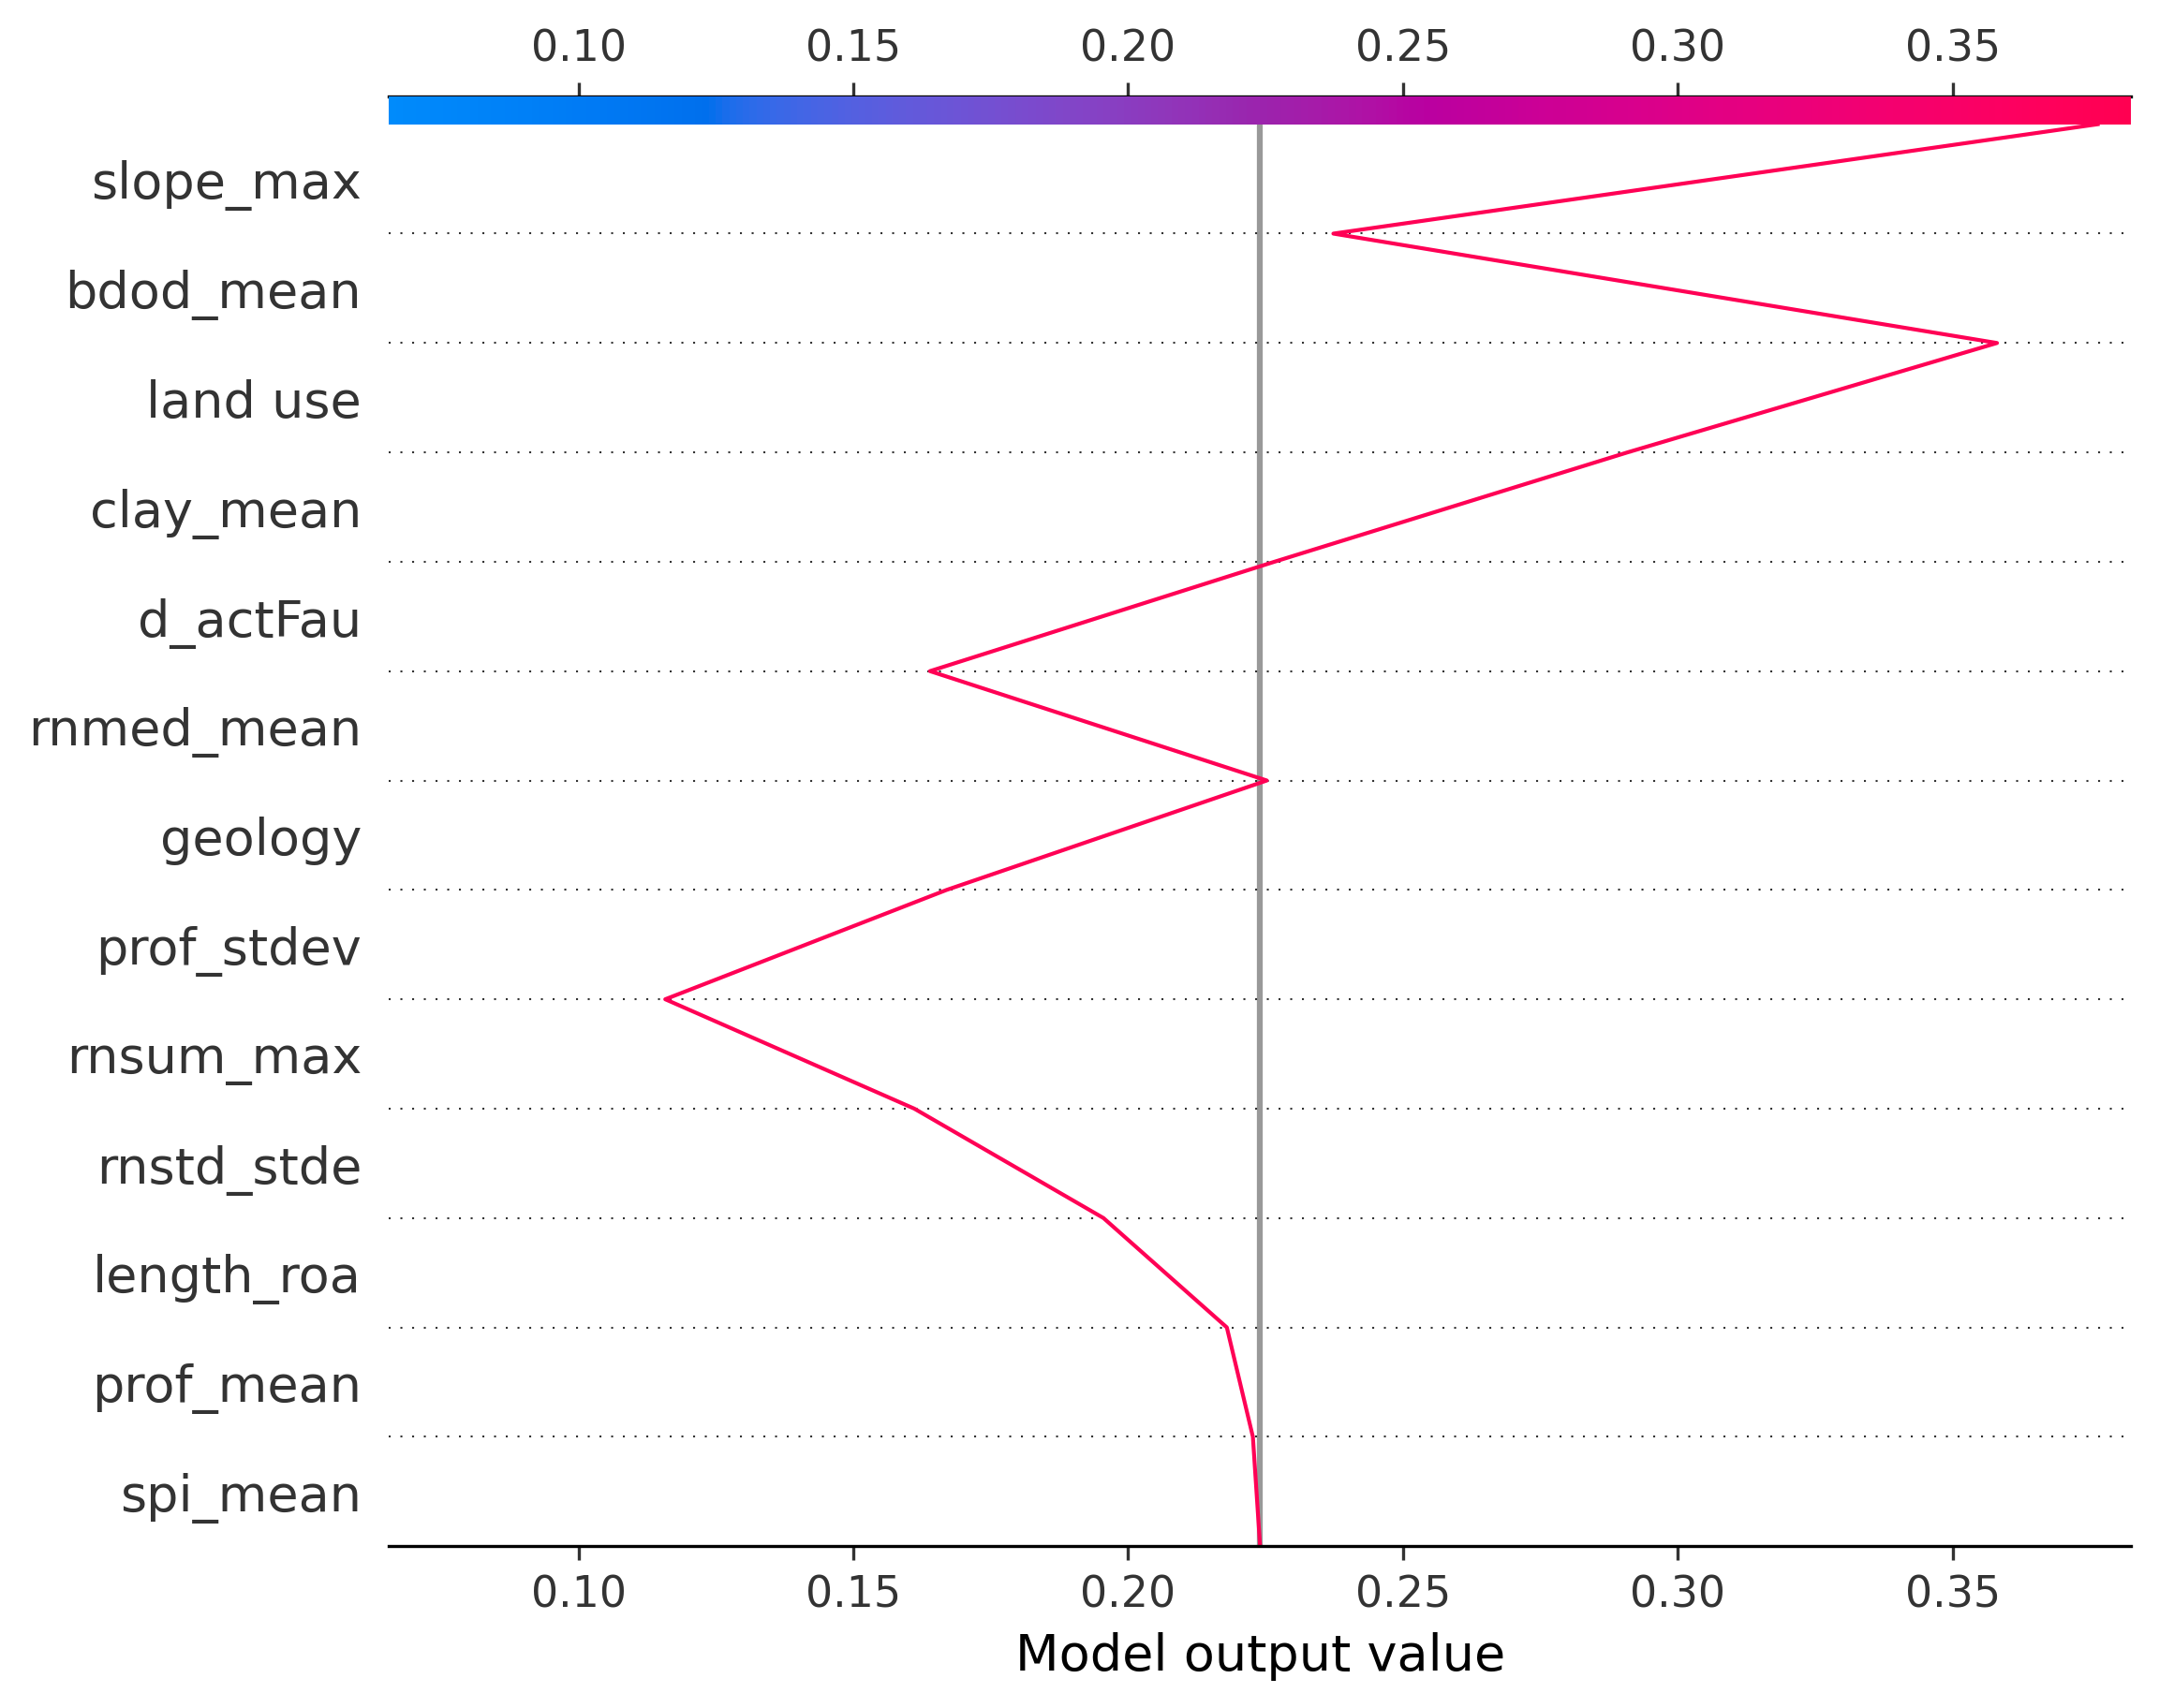 0.10 0.15 0.20 0.25 0.30 0.35
slope_max
bdod_mean
land use
clay_mean
d_actFau
rnmed_mean
geology
prof_stdev
rnsum_max
rnstd_stde
length_roa
prof_mean
spi_mean
0.10 0.15 0.20 0.25 0.30 0.35
Model output value